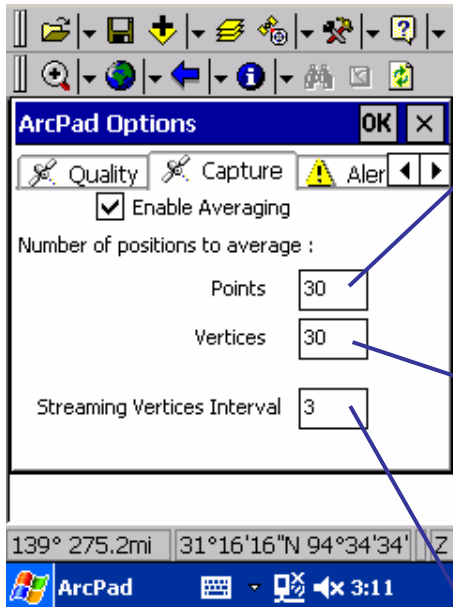 ArcPad Options OK
Quality Capture Aler
Enable Averaging
Number of positions to average :
Points 30
Vertices 30
Streaming Vertices Interval 3
139° 275.2mi 31°16'16"N 94°34'34' Z
ArcPad 3:11